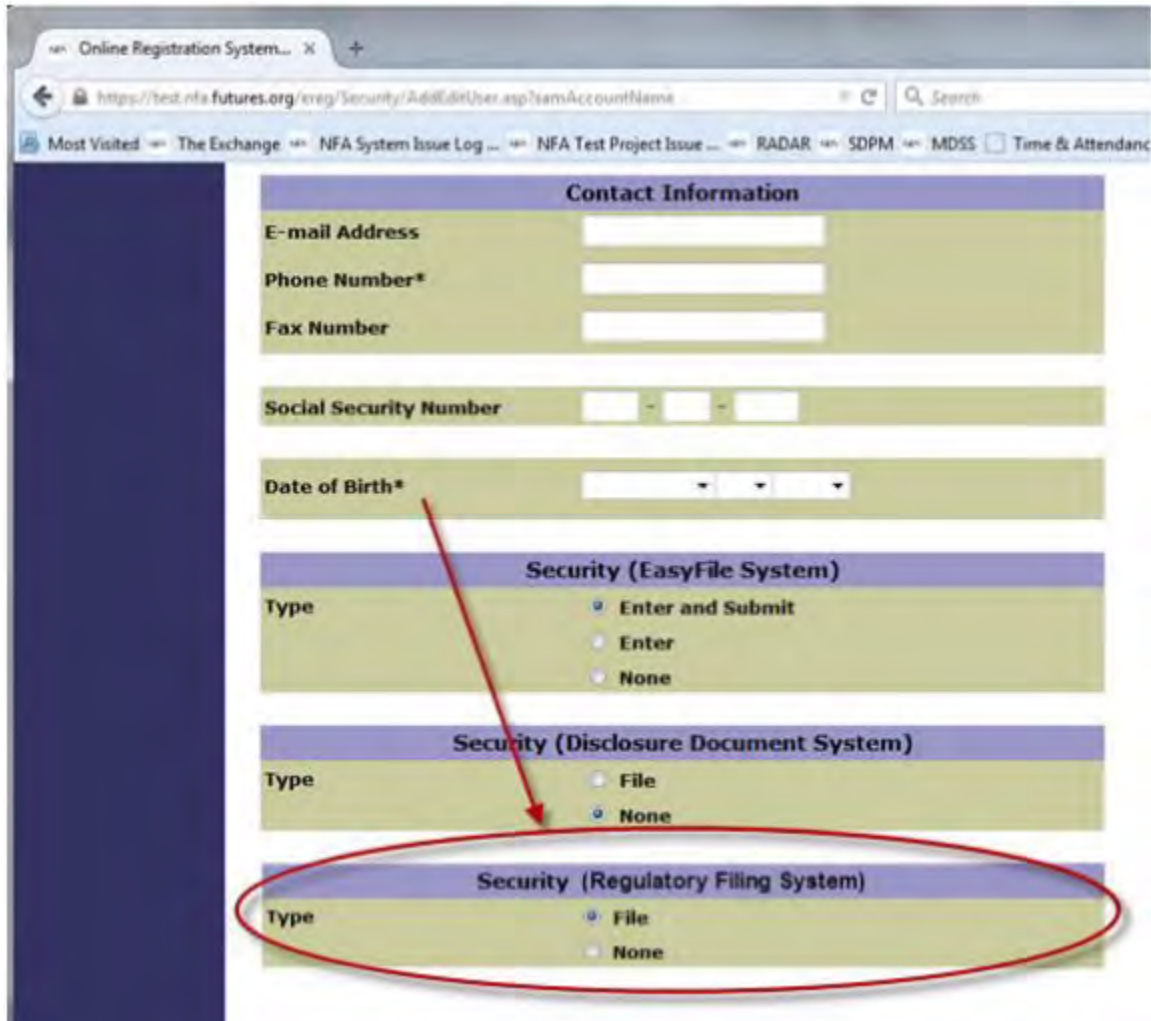 Online Registration System... × +
https://test.nfa.futures.org/ereg/Security/AddEditUser.asp?samAccountName Search
Most Visited The Exchange NFA System Issue Log ... NFA Test Project Issue ... RADAR SDPM MDSS Time & Attendanc
Contact Information
E-mail Address
Phone Number*
Fax Number
Social Security Number - -
Date of Birth*
Security (EasyFile System)
Type Enter and Submit
Enter
None
Security (Disclosure Document System)
Type File
None
Security (Regulatory Filing System)
Type File
None